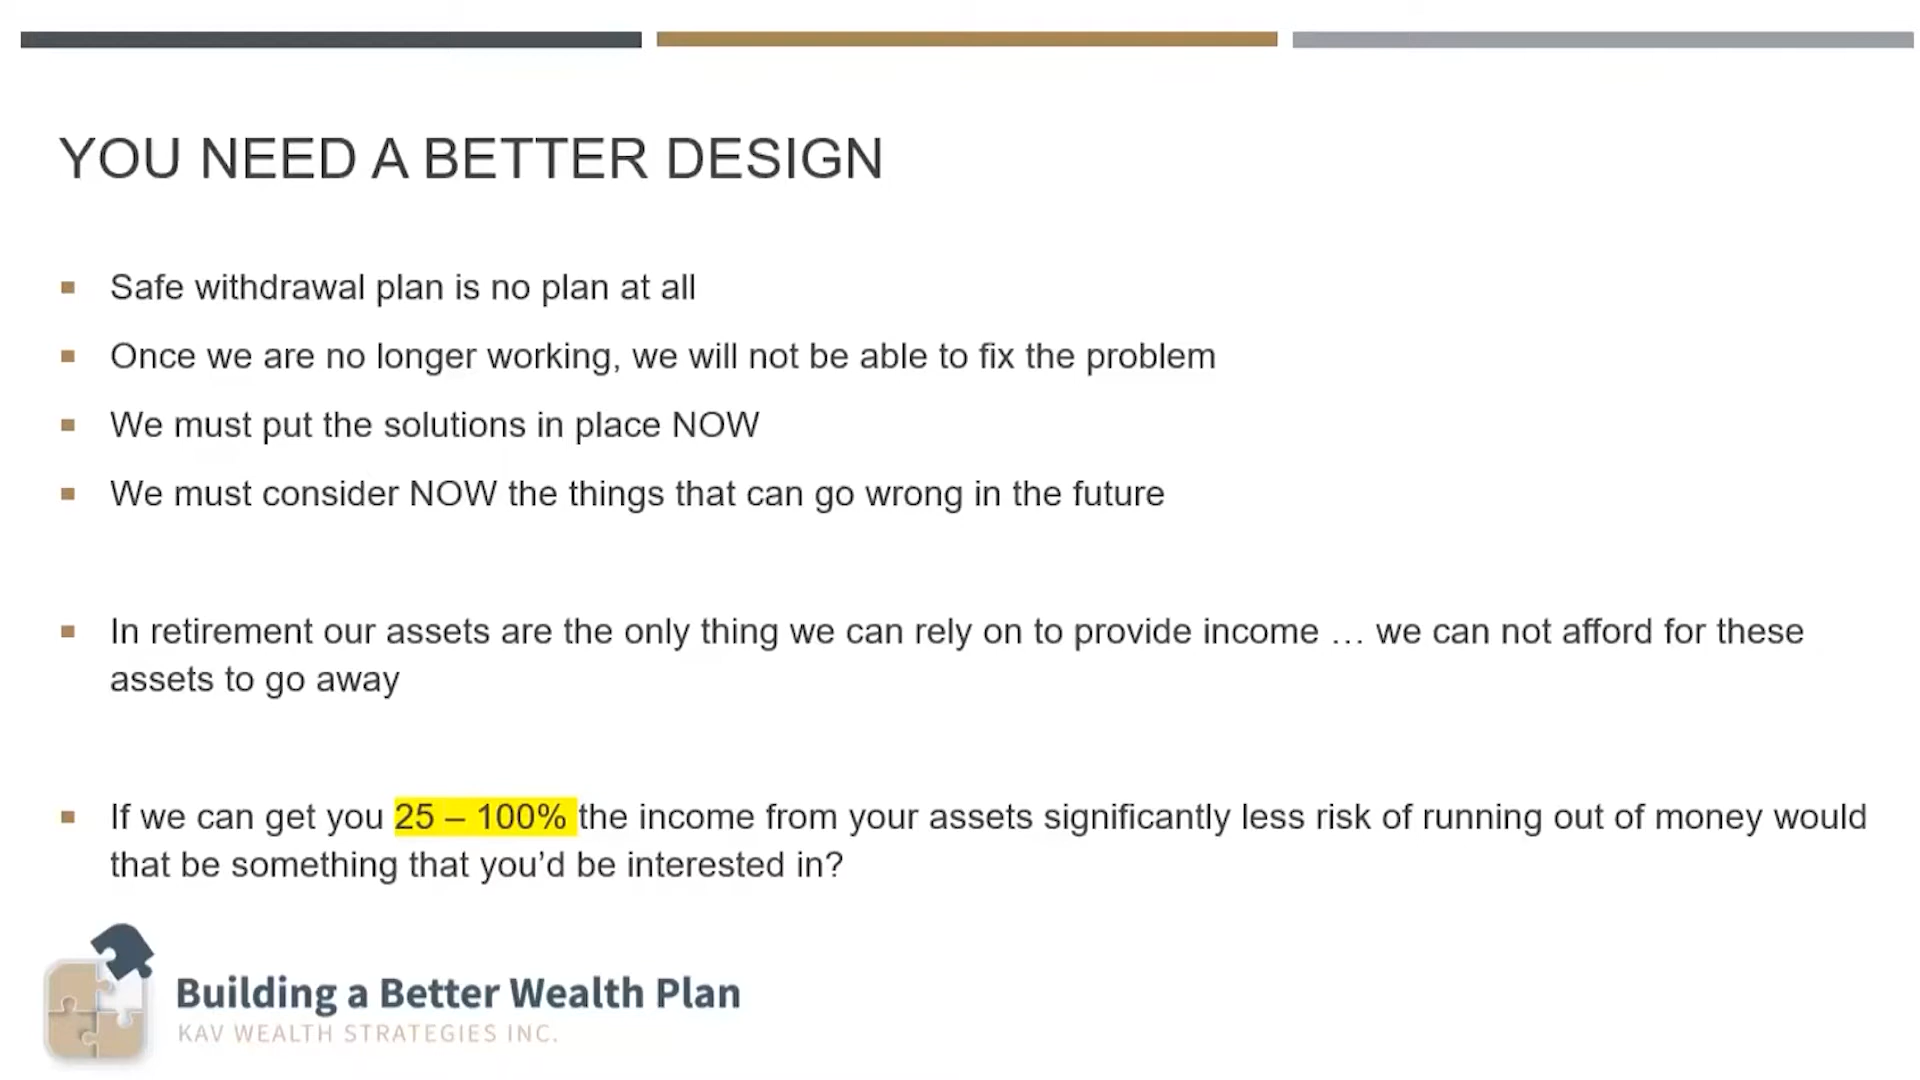 YOU NEED A BETTER DESIGN
Safe withdrawal plan is no plan at all
Once we are no longer working, we will not be able to fix the problem
We must put the solutions in place NOW
We must consider NOW the things that can go wrong in the future
In retirement our assets are the only thing we can rely on to provide income … we can not afford for these
assets to go away
If we can get you 25 – 100% the income from your assets significantly less risk of running out of money would
that be something that you’d be interested in?
Building a Better Wealth Plan
KAV WEALTH STRATEGIES INC.